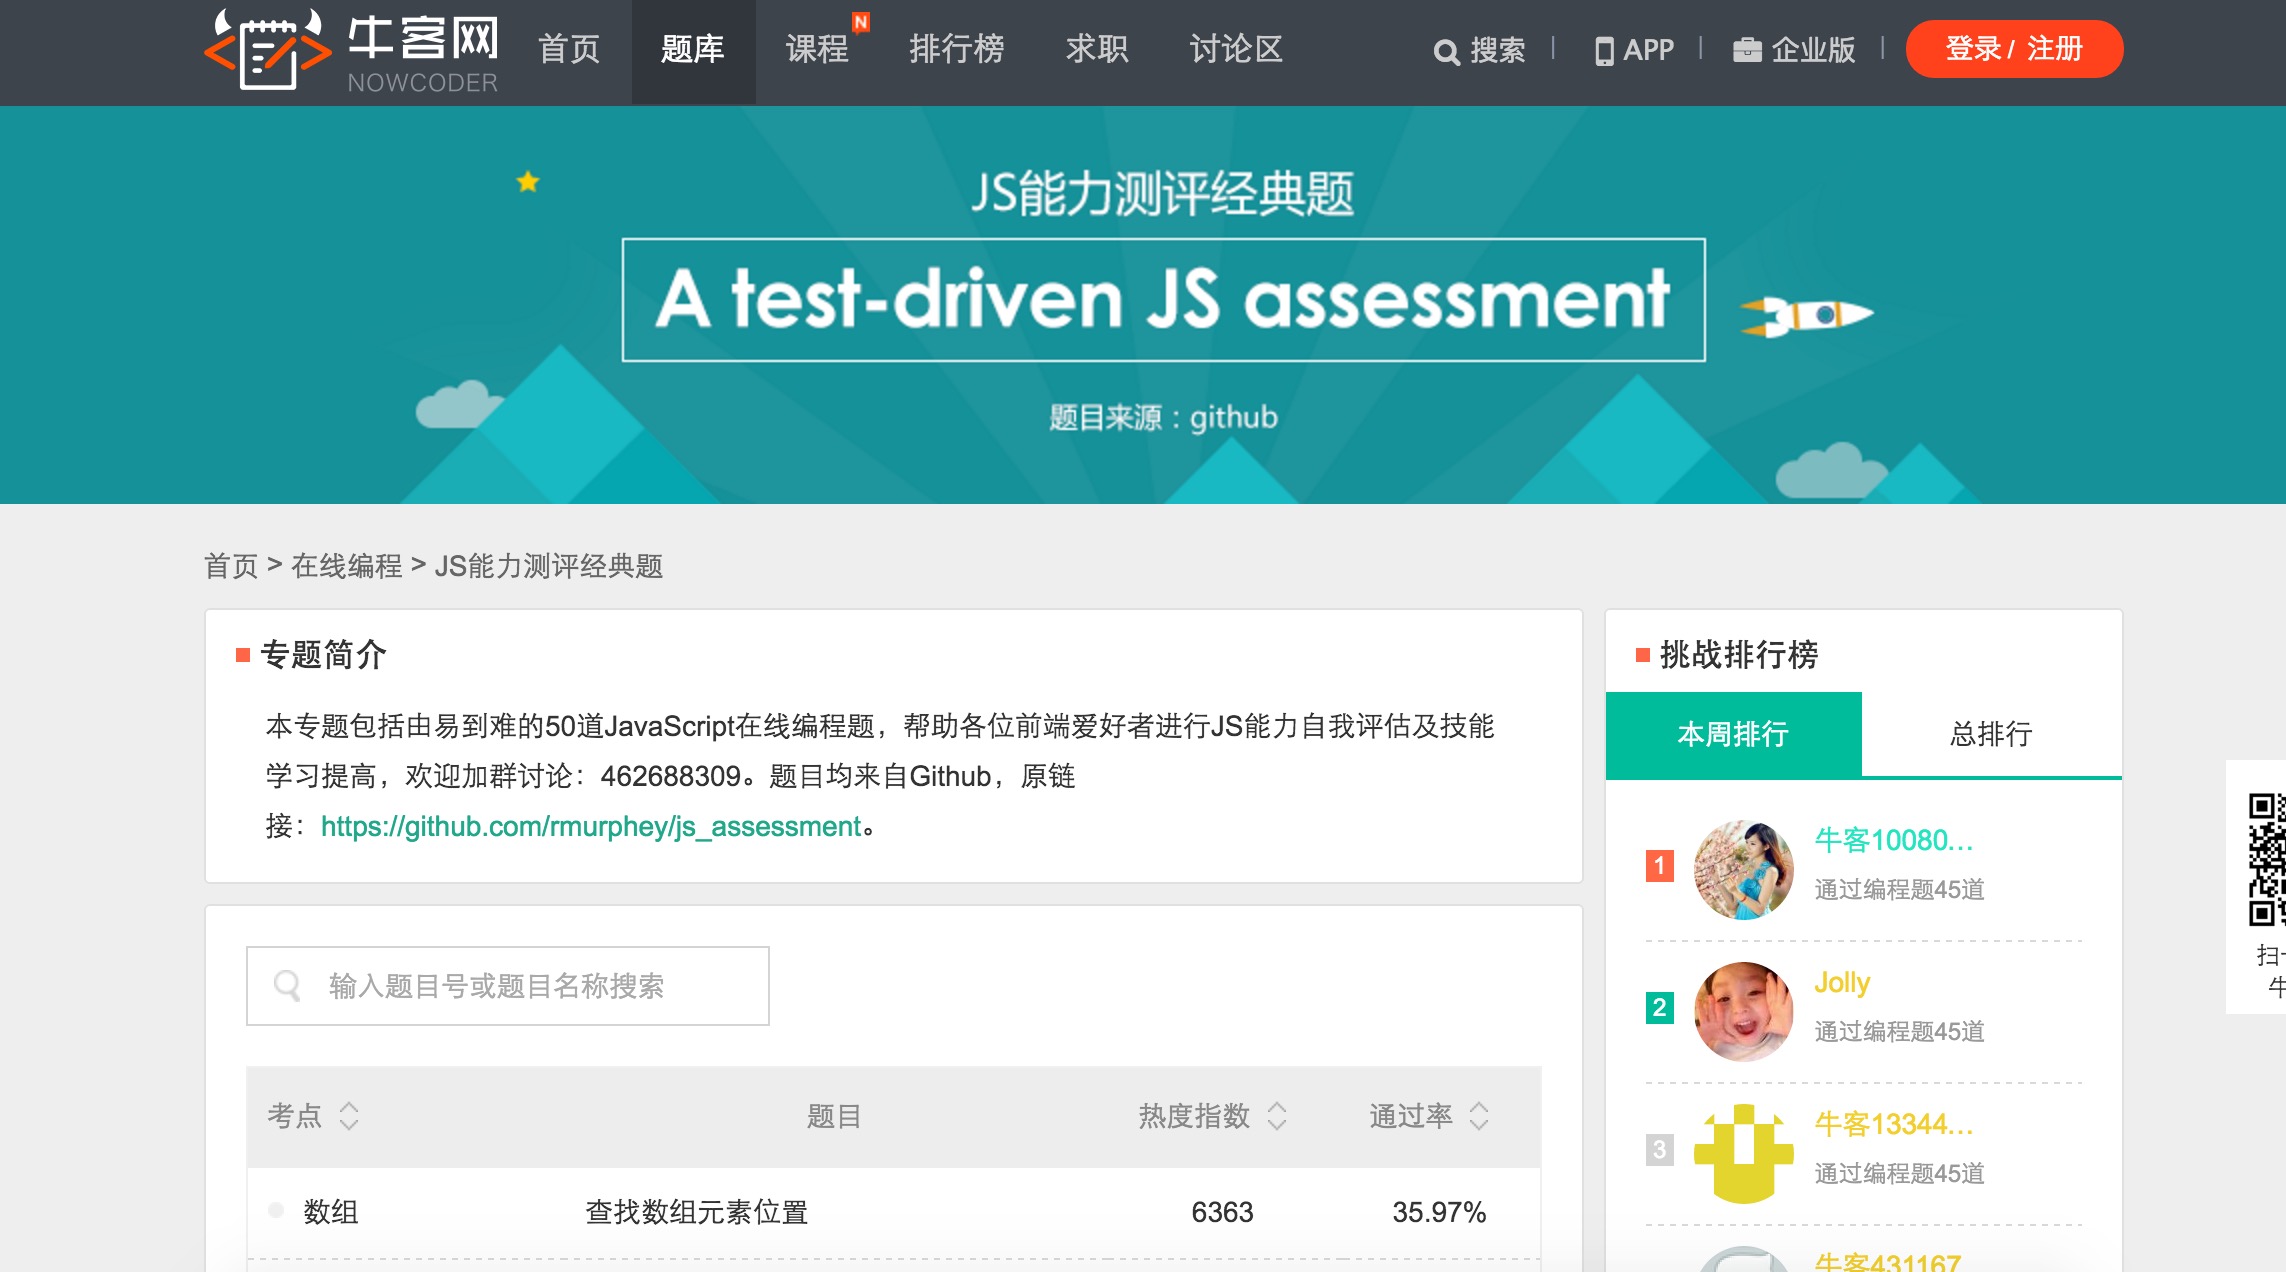 牛客网
NOWCODER
首页 题库 课程 N 排行榜 求职 讨论区 搜索 | APP | 企业版 | 登录 / 注册
JS能力测评经典题
A test-driven JS assessment
题目来源：github
首页 > 在线编程 > JS能力测评经典题
专题简介
本专题包括由易到难的50道JavaScript在线编程题，帮助各位前端爱好者进行JS能力自我评估及技能
学习提高，欢迎加群讨论：462688309。题目均来自Github，原链
接：https://github.com/rmurphey/js_assessment。
输入题目号或题目名称搜索
考点 题目 热度指数 通过率
数组 查找数组元素位置 6363 35.97%
挑战排行榜
本周排行 总排行
1 牛客10080...
通过编程题45道
2 Jolly
通过编程题45道
3 牛客13344...
通过编程题45道
牛客431167
扫
牛